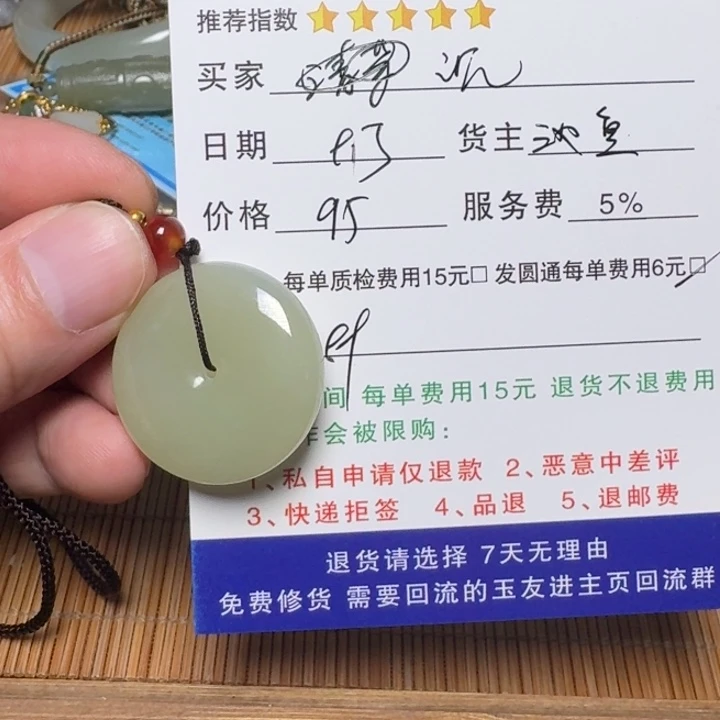 推荐指数
买家
日期 货主 池鱼
价格 95 服务费 5%
每单质检费用15元□ 发圆通每单费用6元□
间 每单费用15元 退货不退费用
作会被限购：
1、私自申请仅退款 2、恶意中差评
3、快递拒签 4、品退 5、退邮费
退货请选择 7天无理由
免费修货 需要回流的玉友进主页回流群